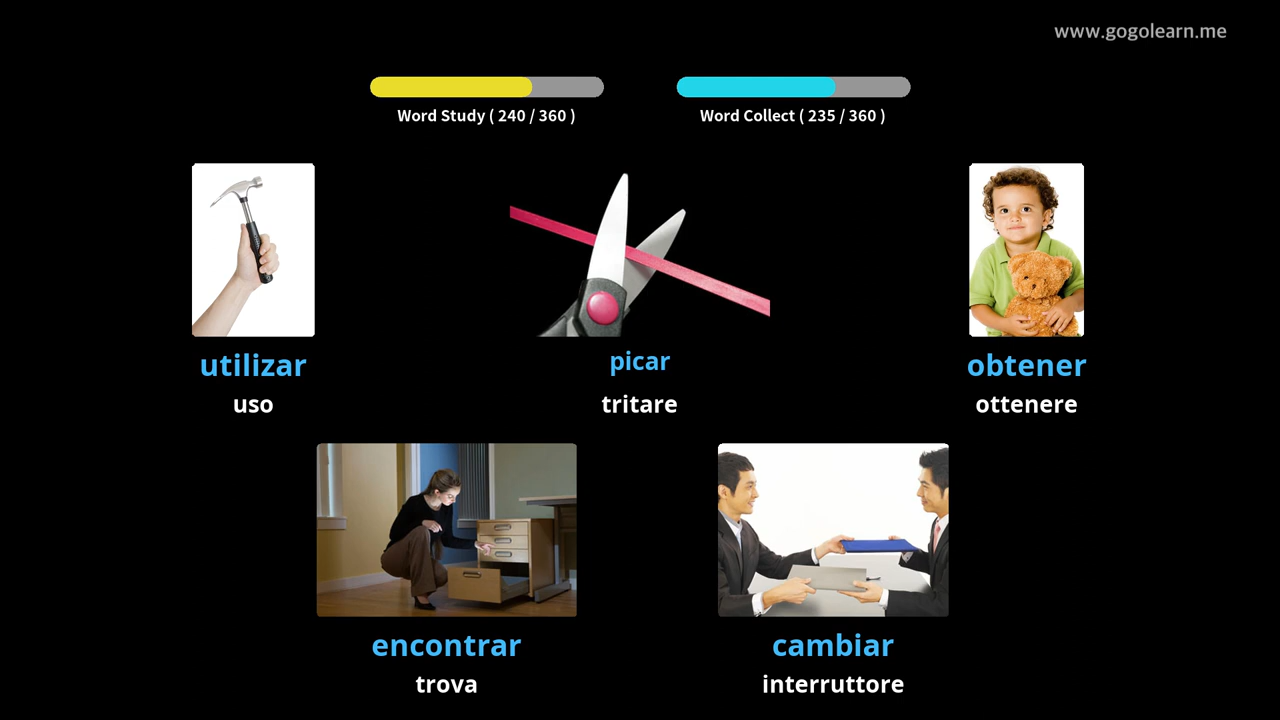 www.gogolearn.me
Word Study ( 240 / 360 )
Word Collect ( 235 / 360 )
utilizar
uso
picar
tritare
obtener
ottenere
encontrar
trova
cambiar
interruttore